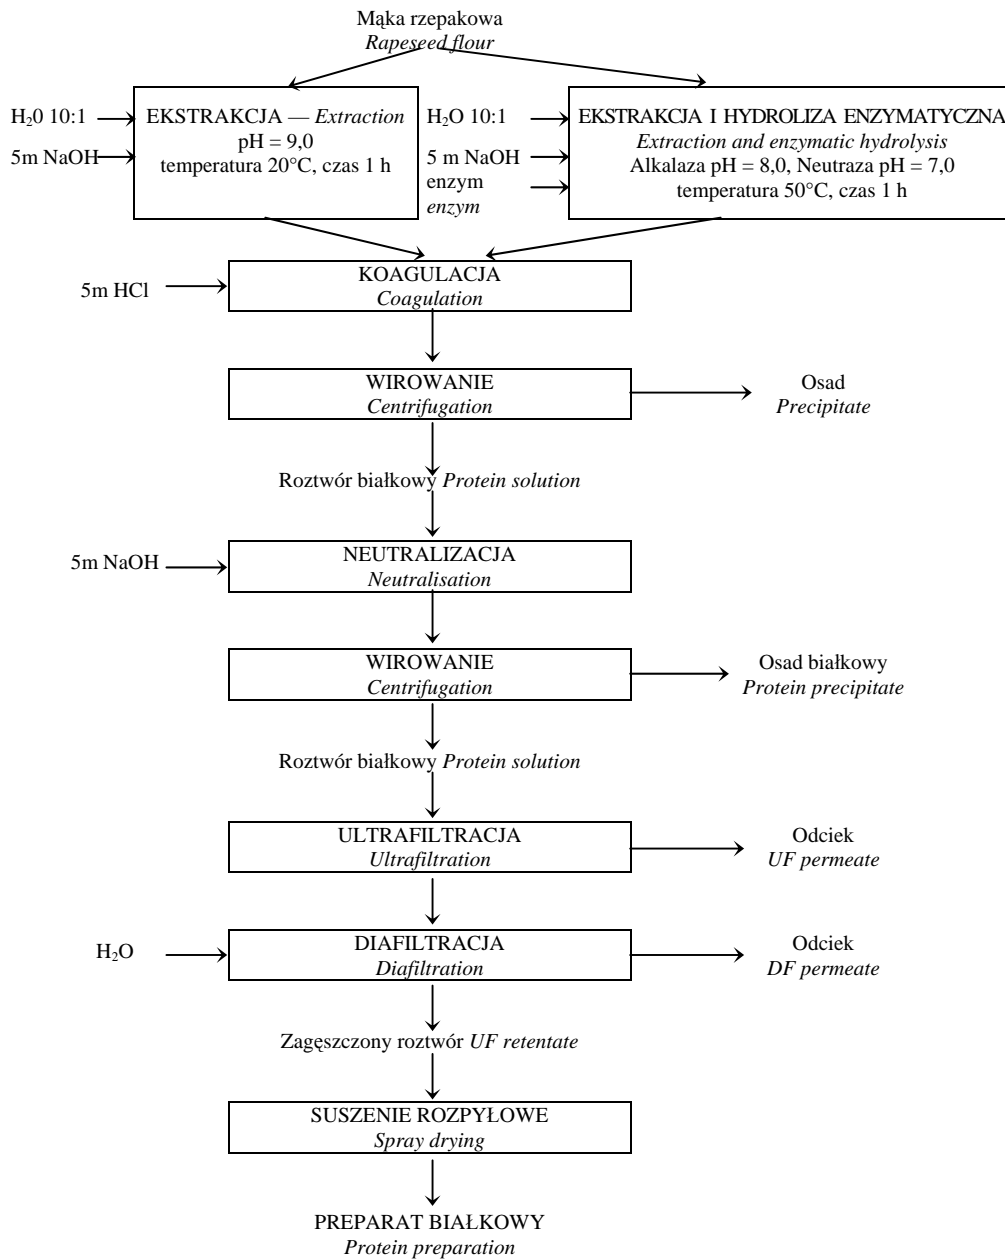 Mąka rzepakowa
Rapeseed flour
H₂0 10:1
5m NaOH
EKSTRAKCJA — Extraction
pH = 9,0
temperatura 20°C, czas 1 h
H₂O 10:1
5 m NaOH
enzym
enzym
EKSTRAKCJA I HYDROLIZA ENZYMATYCZNA
Extraction and enzymatic hydrolysis
Alkalaza pH = 8,0, Neutraza pH = 7,0
temperatura 50°C, czas 1 h
5m HCl
KOAGULACJA
Coagulation
WIROWANIE
Centrifugation
Osad
Precipitate
Roztwór białkowy Protein solution
5m NaOH
NEUTRALIZACJA
Neutralisation
WIROWANIE
Centrifugation
Osad białkowy
Protein precipitate
Roztwór białkowy Protein solution
ULTRAFILTRACJA
Ultrafiltration
Odciek
UF permeate
H₂O
DIAFILTRACJA
Diafiltration
Odciek
DF permeate
Zagęszczony roztwór UF retentate
SUSZENIE ROZPYŁOWE
Spray drying
PREPARAT BIAŁKOWY
Protein preparation